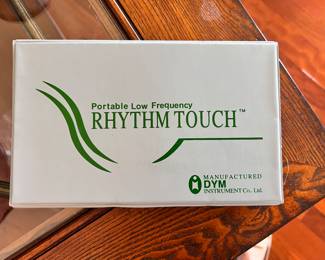 Portable Low Frequency
RHYTHM TOUCH™
MANUFACTURED
DYM
INSTRUMENT Co., Ltd.